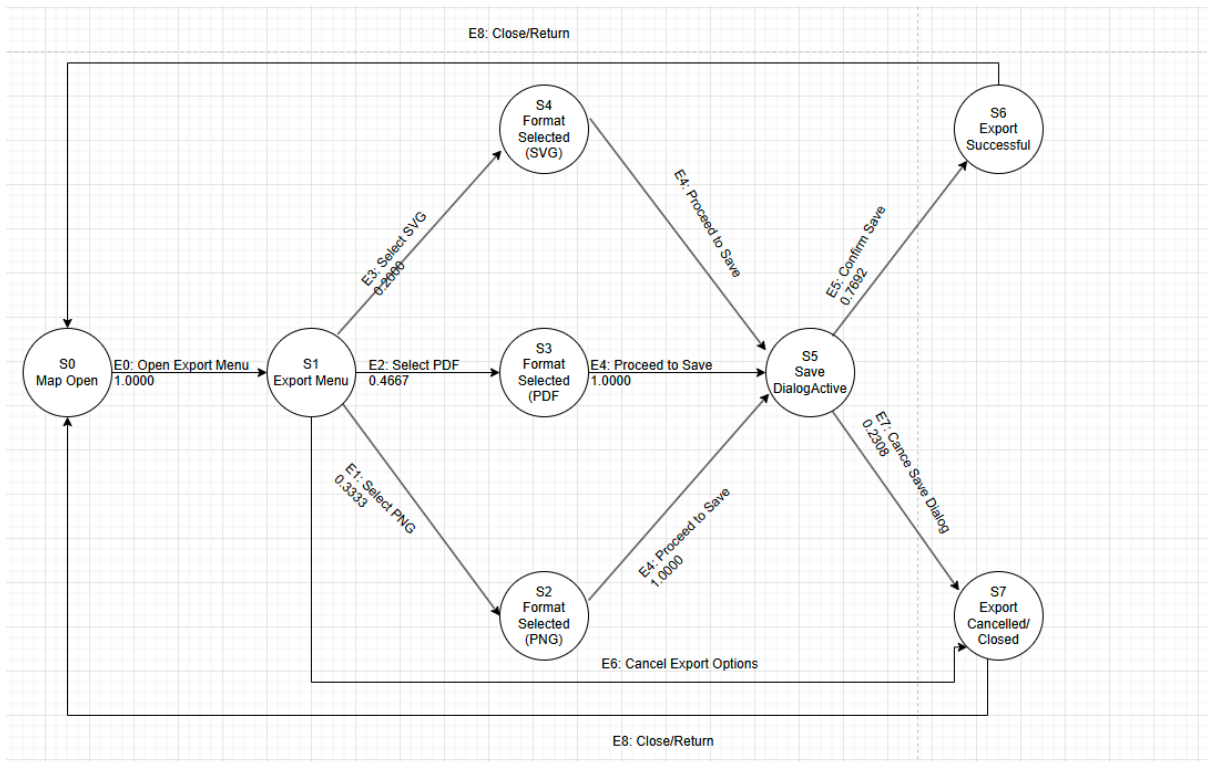 E8: Close/Return
S4
Format
Selected
(SVG)
S6
Export
Successful
E3: Select SVG
0.2000
E4: Proceed to Save
E5: Confirm Save
0.7692
S0
Map Open
E0: Open Export Menu
1.0000
S1
Export Menu
E2: Select PDF
0.4667
S3
Format
Selected
(PDF
E4: Proceed to Save
1.0000
S5
Save
DialogActive
E1: Select PNG
0.3333
E4: Proceed to Save
1.0000
E7: Cance Save Dialog
0.2308
S2
Format
Selected
(PNG)
S7
Export
Cancelled/
Closed
E6: Cancel Export Options
E8: Close/Return